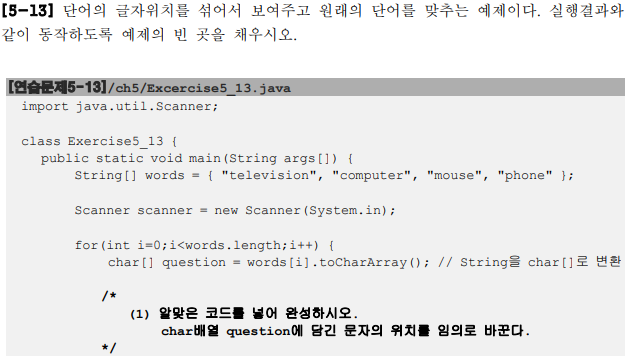 [5-13] 단어의 글자위치를 섞어서 보여주고 원래의 단어를 맞추는 예제이다. 실행결과와
같이 동작하도록 예제의 빈 곳을 채우시오.
[연습문제5-13]/ch5/Excercise5_13.java
import java.util.Scanner;
class Exercise5_13 {
public static void main(String args[]) {
String[] words = { "television", "computer", "mouse", "phone" };
Scanner scanner = new Scanner(System.in);
for(int i=0;i<words.length;i++) {
char[] question = words[i].toCharArray(); // String을 char[]로 변환
/*
(1) 알맞은 코드를 넣어 완성하시오.
char배열 question에 담긴 문자의 위치를 임의로 바꾼다.
*/